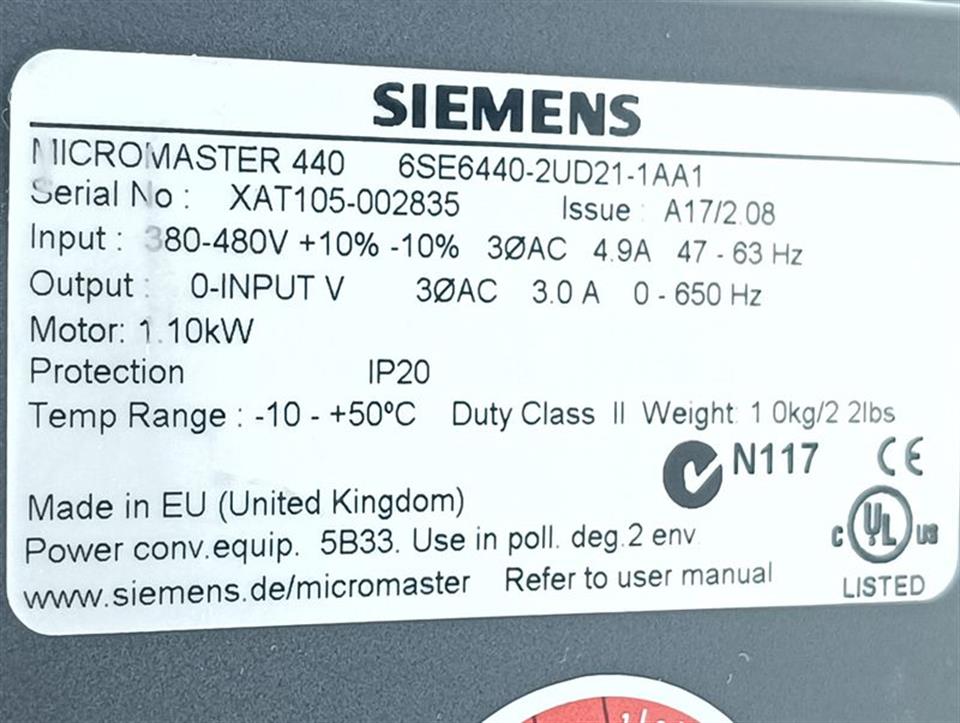 SIEMENS
MICROMASTER 440 6SE6440-2UD21-1AA1
Serial No : XAT105-002835 Issue : A17/2.08
Input : 380-480V +10% -10% 3ØAC 4.9A 47 - 63 Hz
Output : 0-INPUT V 3ØAC 3.0 A 0 - 650 Hz
Motor: 1.10kW
Protection IP20
Temp Range : -10 - +50°C Duty Class II Weight: 1.0kg/2.2lbs
N117 CE
Made in EU (United Kingdom)
Power conv.equip. 5B33. Use in poll. deg.2 env.
C UL US
www.siemens.de/micromaster Refer to user manual
LISTED